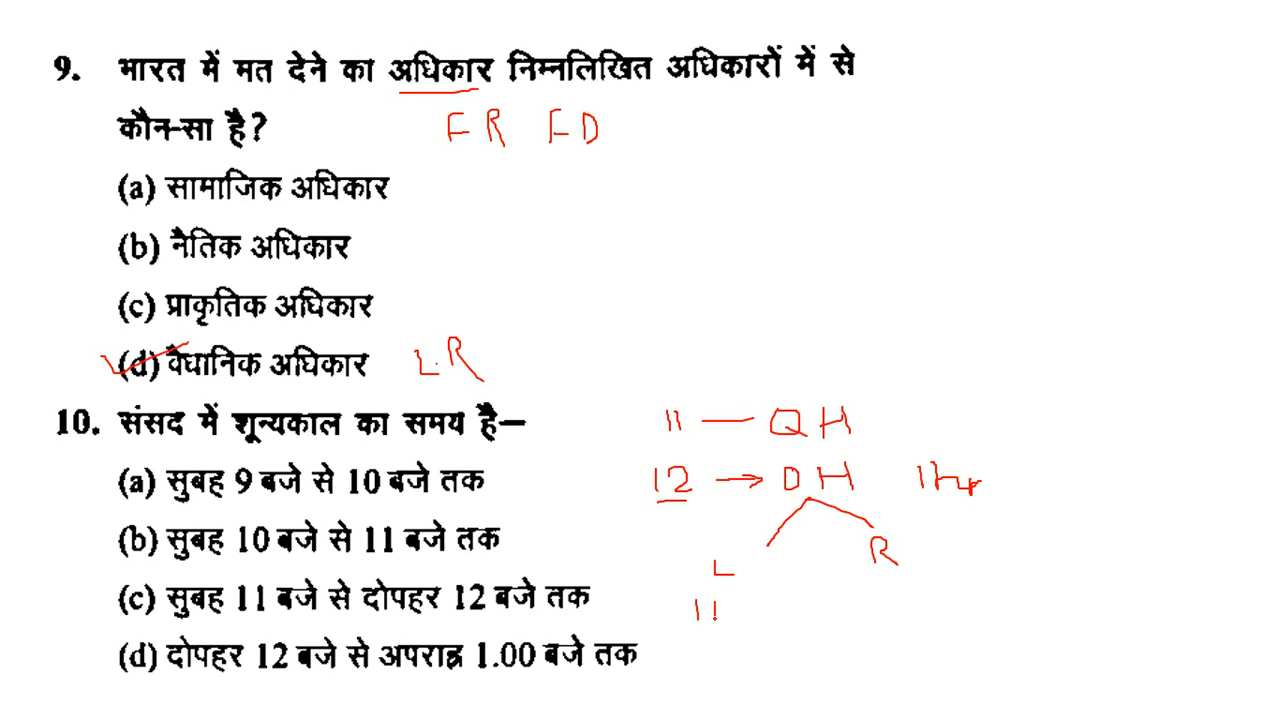 9. भारत में मत देने का अधिकार निम्नलिखित अधिकारों में से
कौन-सा है? FR FD
(a) सामाजिक अधिकार
(b) नैतिक अधिकार
(c) प्राकृतिक अधिकार
(d) वैधानिक अधिकार LR
10. संसद में शून्यकाल का समय है— 11 — QH
(a) सुबह 9 बजे से 10 बजे तक 12 → DH 1Hr
(b) सुबह 10 बजे से 11 बजे तक R
L
(c) सुबह 11 बजे से दोपहर 12 बजे तक 11
(d) दोपहर 12 बजे से अपराह्न 1.00 बजे तक